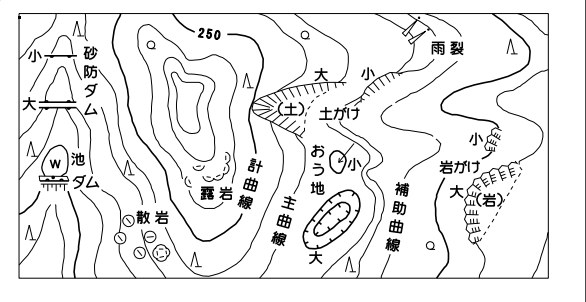 250
小
砂防ダム
大
W
池
ダム
散岩
露岩
計曲線
主曲線
大
(土)
小
土がけ
おう地
小
大
補助曲線
雨裂
小
岩がけ
大
(岩)